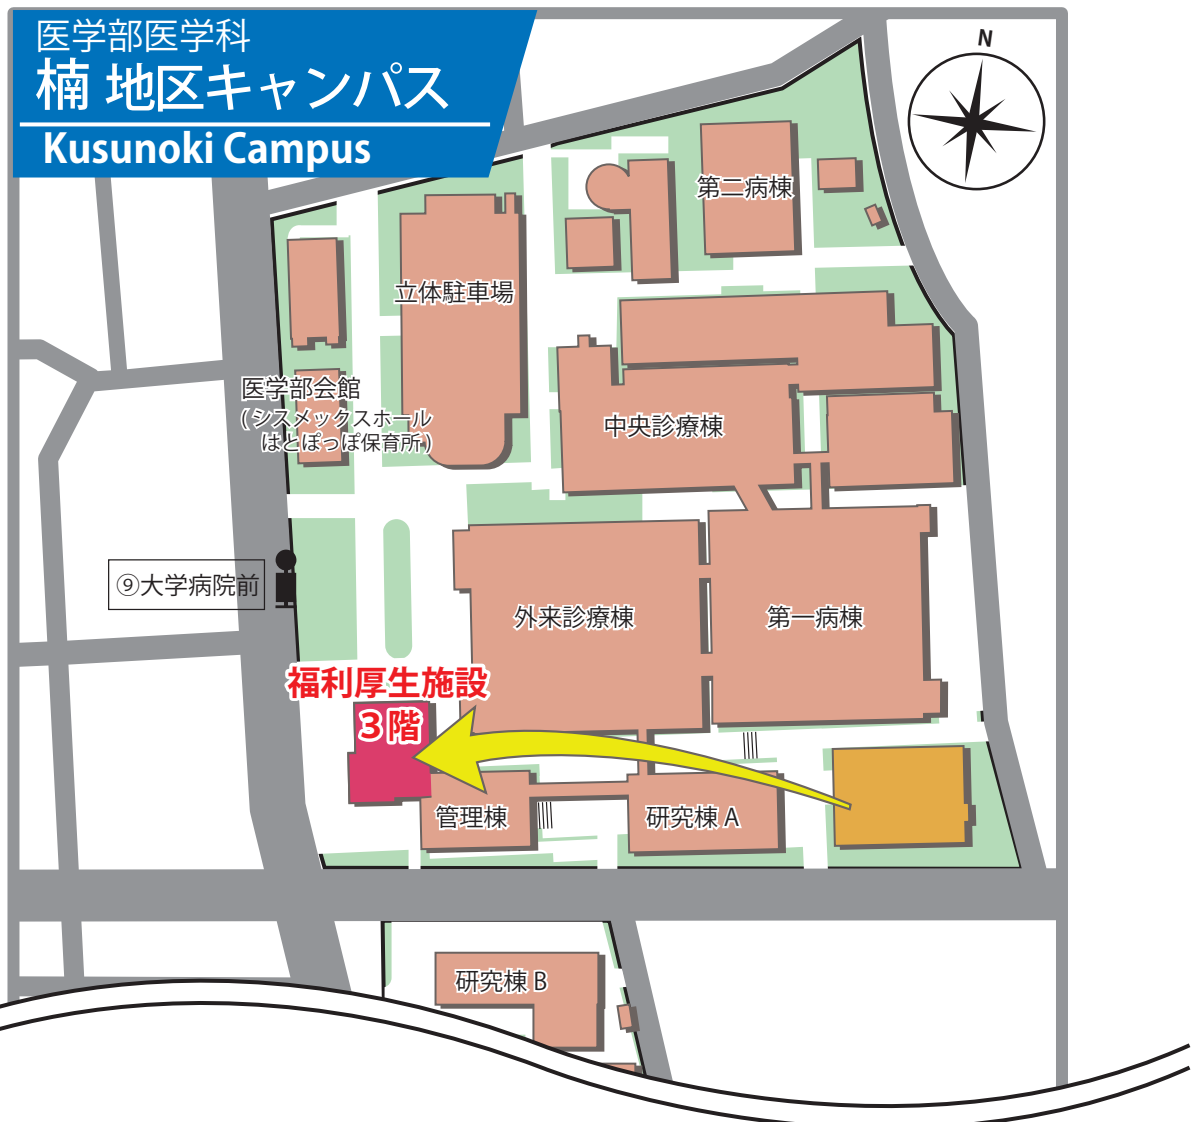 医学部医学科
楠 地区キャンパス
Kusunoki Campus
N
第二病棟
立体駐車場
医学部会館
(シスメックスホール
はとぽっぽ保育所)
中央診療棟
⑨大学病院前
外来診療棟
第一病棟
福利厚生施設
3階
管理棟
研究棟 A
研究棟 B